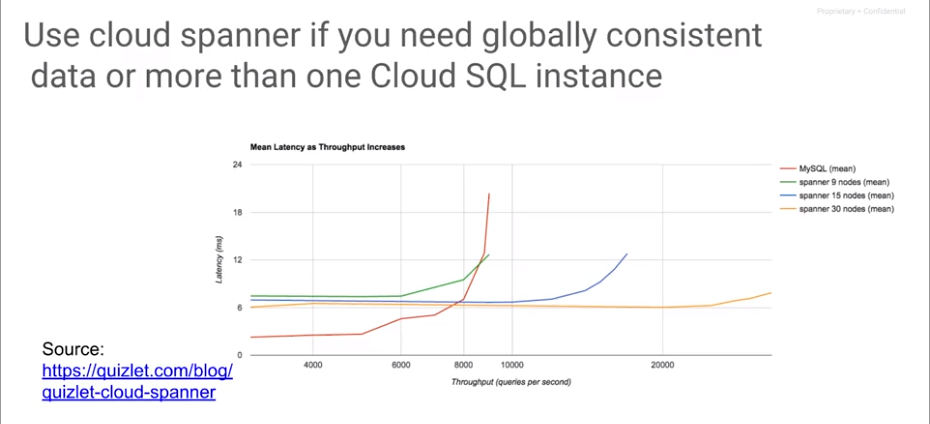 Proprietary + Confidential
Use cloud spanner if you need globally consistent
data or more than one Cloud SQL instance
Mean Latency as Throughput Increases
24
18
12
6
0
Latency (ms)
4000
6000
8000
10000
20000
Throughput (queries per second)
MySQL (mean)
spanner 9 nodes (mean)
spanner 15 nodes (mean)
spanner 30 nodes (mean)
Source:
https://quizlet.com/blog/
quizlet-cloud-spanner